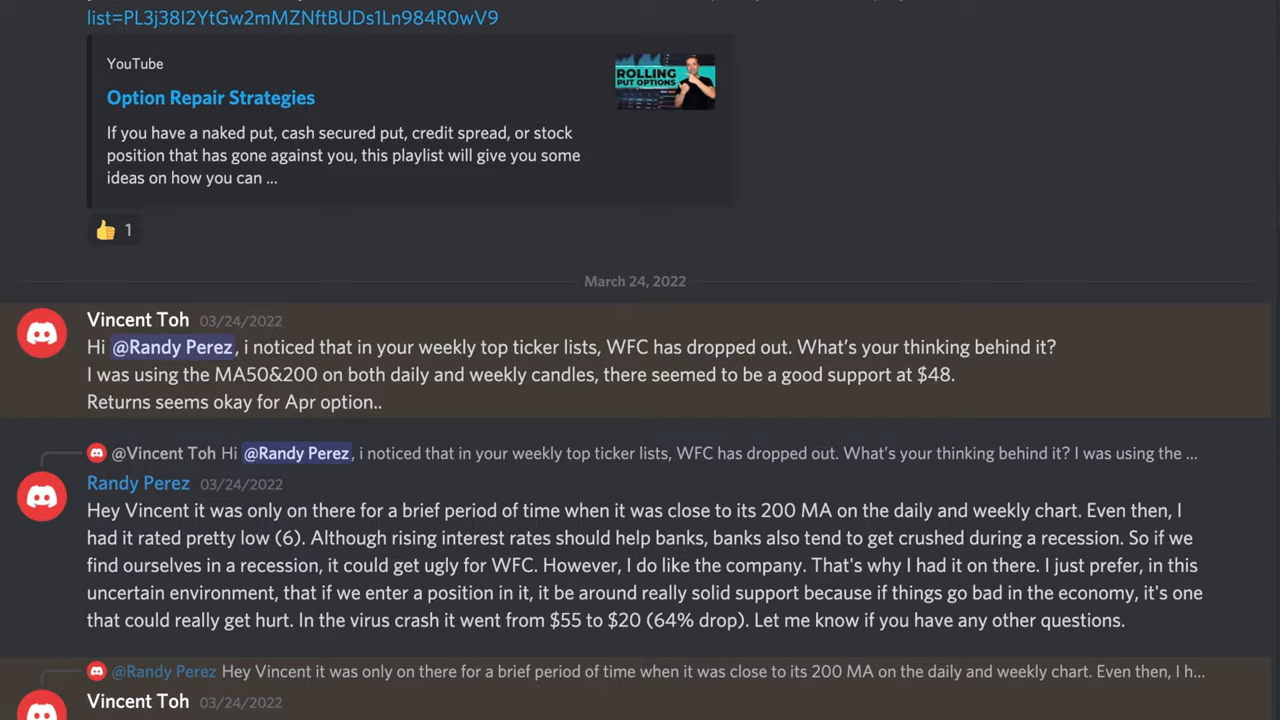 list=PL3j38I2YtGw2mMZNftBUDs1Ln984R0wV9
YouTube
ROLLING
PUT OPTIONS
Option Repair Strategies
If you have a naked put, cash secured put, credit spread, or stock
position that has gone against you, this playlist will give you some
ideas on how you can ...
👍 1
March 24, 2022
Vincent Toh 03/24/2022
Hi @Randy Perez, i noticed that in your weekly top ticker lists, WFC has dropped out. What's your thinking behind it?
I was using the MA50&200 on both daily and weekly candles, there seemed to be a good support at $48.
Returns seems okay for Apr option..
@Vincent Toh Hi @Randy Perez, i noticed that in your weekly top ticker lists, WFC has dropped out. What's your thinking behind it? I was using the ...
Randy Perez 03/24/2022
Hey Vincent it was only on there for a brief period of time when it was close to its 200 MA on the daily and weekly chart. Even then, I
had it rated pretty low (6). Although rising interest rates should help banks, banks also tend to get crushed during a recession. So if we
find ourselves in a recession, it could get ugly for WFC. However, I do like the company. That's why I had it on there. I just prefer, in this
uncertain environment, that if we enter a position in it, it be around really solid support because if things go bad in the economy, it's one
that could really get hurt. In the virus crash it went from $55 to $20 (64% drop). Let me know if you have any other questions.
@Randy Perez Hey Vincent it was only on there for a brief period of time when it was close to its 200 MA on the daily and weekly chart. Even then, I h...
Vincent Toh 03/24/2022